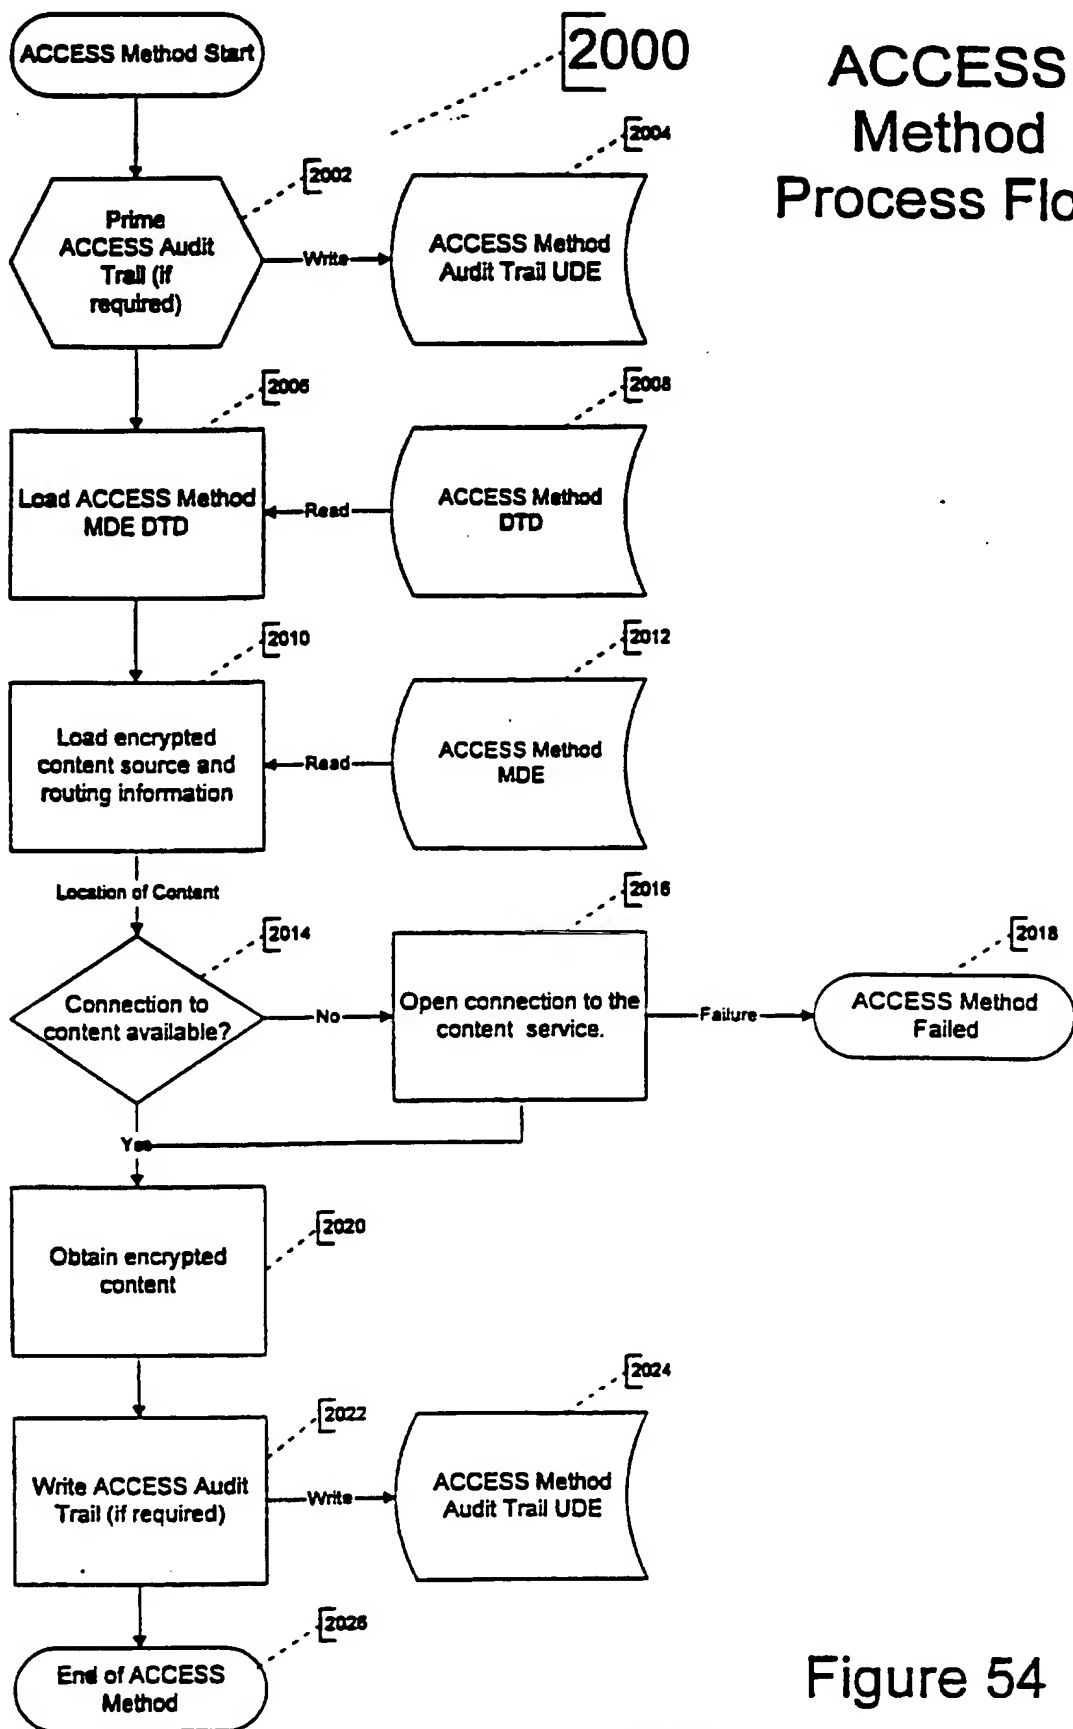 ACCESS Method Start
2000
ACCESS
Method
Process Flo
2002
2004
Prime
ACCESS Audit
Trail (if
required)
Write
ACCESS Method
Audit Trail UDE
2006
2008
Load ACCESS Method
MDE DTD
Read
ACCESS Method
DTD
2010
2012
Load encrypted
content source and
routing information
Read
ACCESS Method
MDE
Location of Content
2014
2016
2018
Connection to
content available?
No
Open connection to the
content service.
Failure
ACCESS Method
Failed
Yes
2020
Obtain encrypted
content
2022
2024
Write ACCESS Audit
Trail (if required)
Write
ACCESS Method
Audit Trail UDE
2026
End of ACCESS
Method
Figure 54